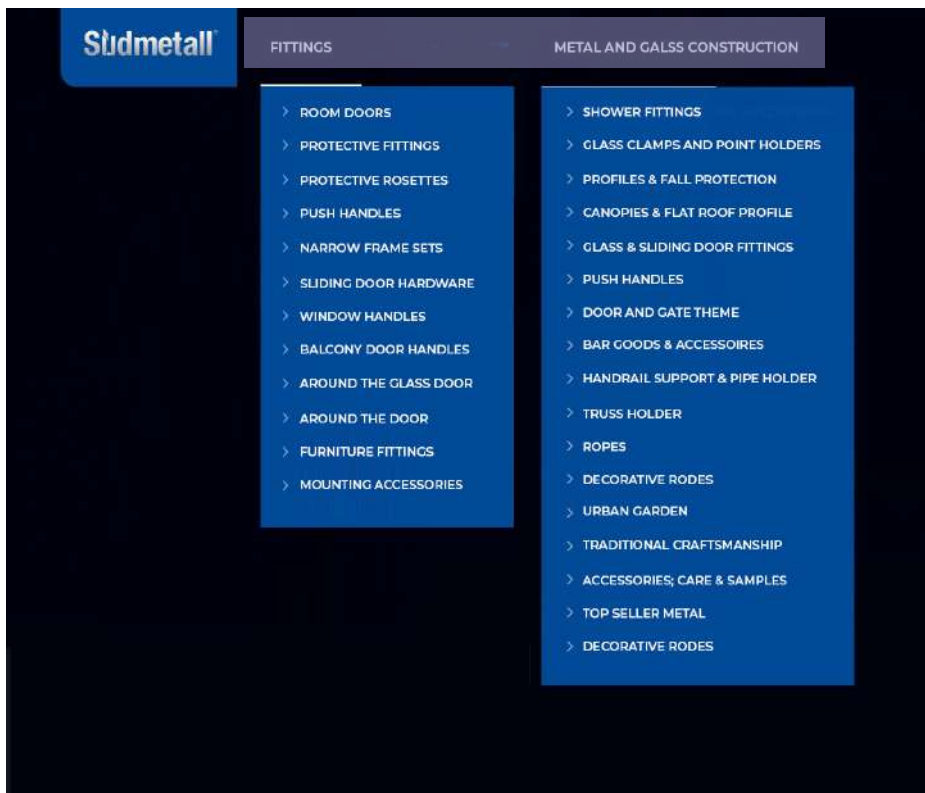 Südmetall
FITTINGS
METAL AND GALSS CONSTRUCTION
ROOM DOORS
PROTECTIVE FITTINGS
PROTECTIVE ROSETTES
PUSH HANDLES
NARROW FRAME SETS
SLIDING DOOR HARDWARE
WINDOW HANDLES
BALCONY DOOR HANDLES
AROUND THE GLASS DOOR
AROUND THE DOOR
FURNITURE FITTINGS
MOUNTING ACCESSORIES
SHOWER FITTINGS
GLASS CLAMPS AND POINT HOLDERS
PROFILES & FALL PROTECTION
CANOPIES & FLAT ROOF PROFILE
GLASS & SLIDING DOOR FITTINGS
PUSH HANDLES
DOOR AND GATE THEME
BAR GOODS & ACCESSOIRES
HANDRAIL SUPPORT & PIPE HOLDER
TRUSS HOLDER
ROPES
DECORATIVE RODES
URBAN GARDEN
TRADITIONAL CRAFTSMANSHIP
ACCESSORIES; CARE & SAMPLES
TOP SELLER METAL
DECORATIVE RODES